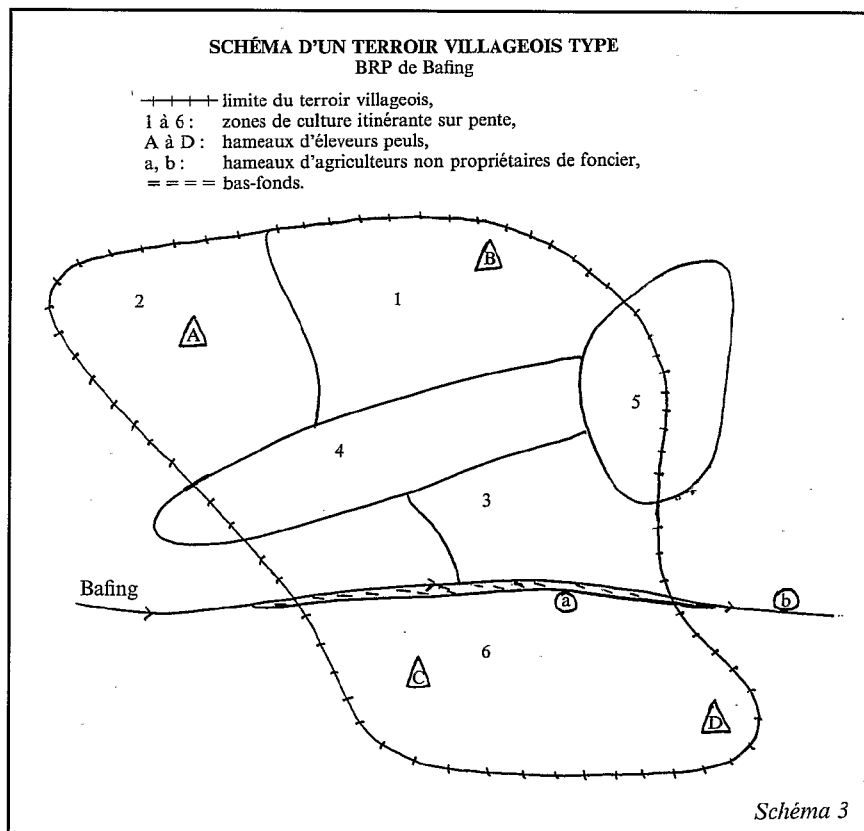 SCHÉMA D'UN TERROIR VILLAGEOIS TYPE
BRP de Bafing
limite du terroir villageois,
1 à 6 : zones de culture itinérante sur pente,
A à D : hameaux d'éleveurs peuls,
a, b : hameaux d'agriculteurs non propriétaires de foncier,
bas-fonds.
B
2
1
A
5
4
3
Bafing
a
b
6
C
D
Schéma 3